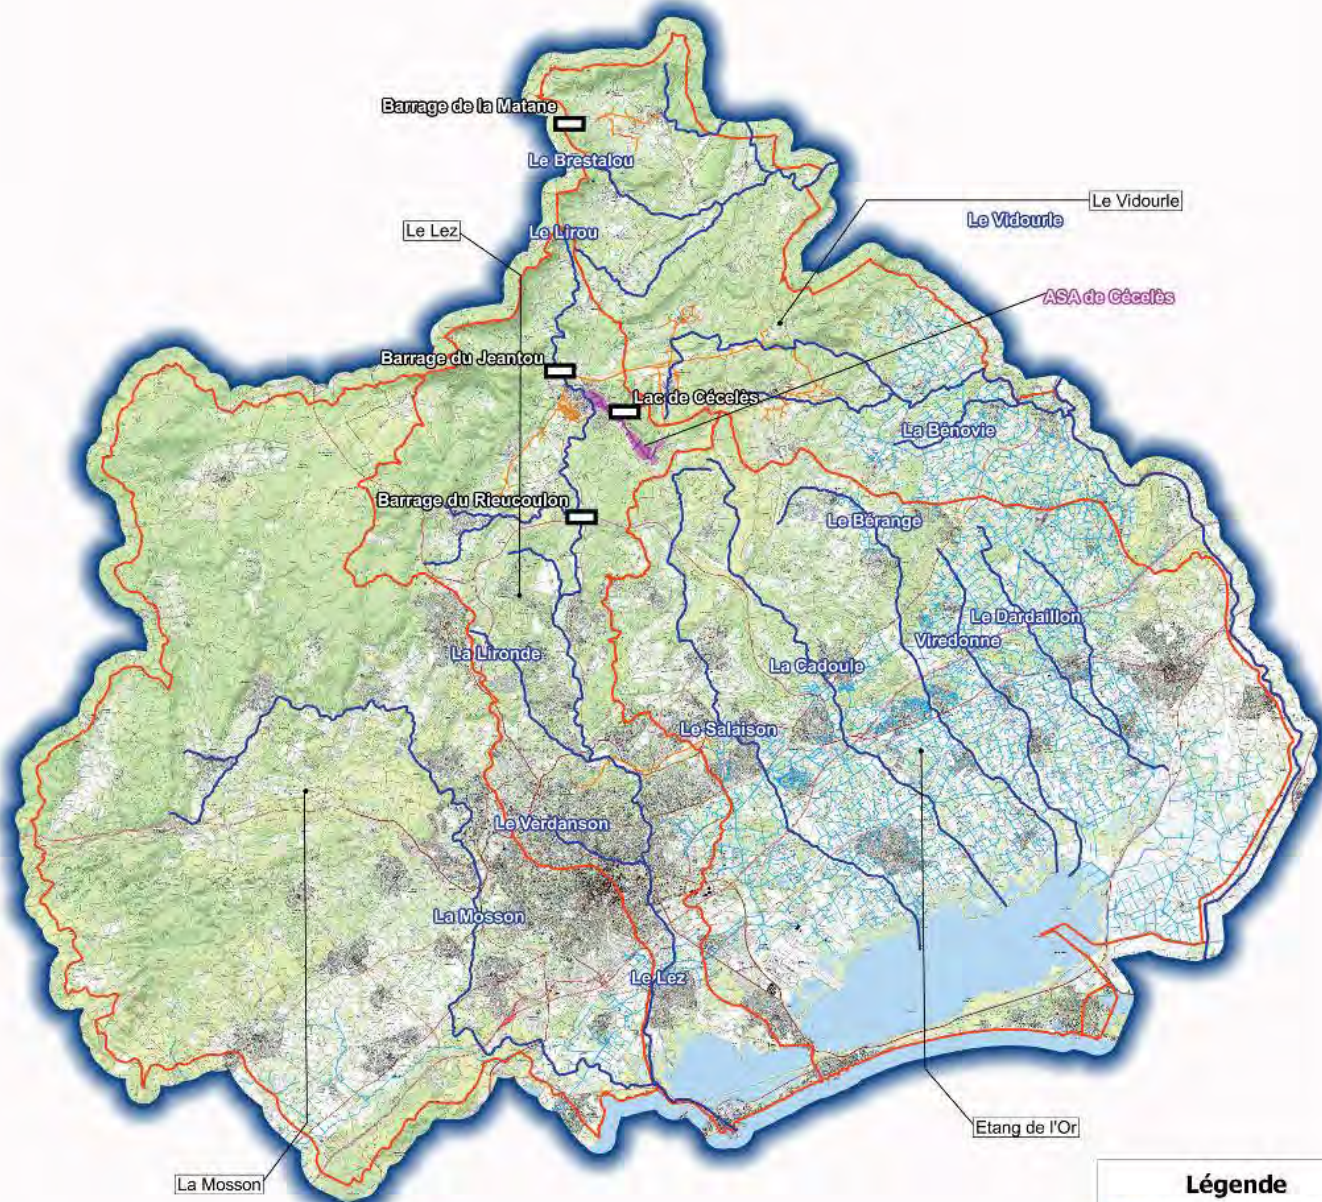 Barrage de la Matane
Le Brestalou
Le Vidourle
Le Vidourle
Le Lez
Le Lirou
ASA de Cécelès
Barrage du Jeantou
Lac de Cécelès
La Bénovie
Barrage du Rieucoulon
Le Bérange
Le Dardaillon
Viredonne
La Lironde
La Cadoule
Le Salaison
Le Verdanson
La Mosson
Le Lez
Etang de l'Or
La Mosson
Légende